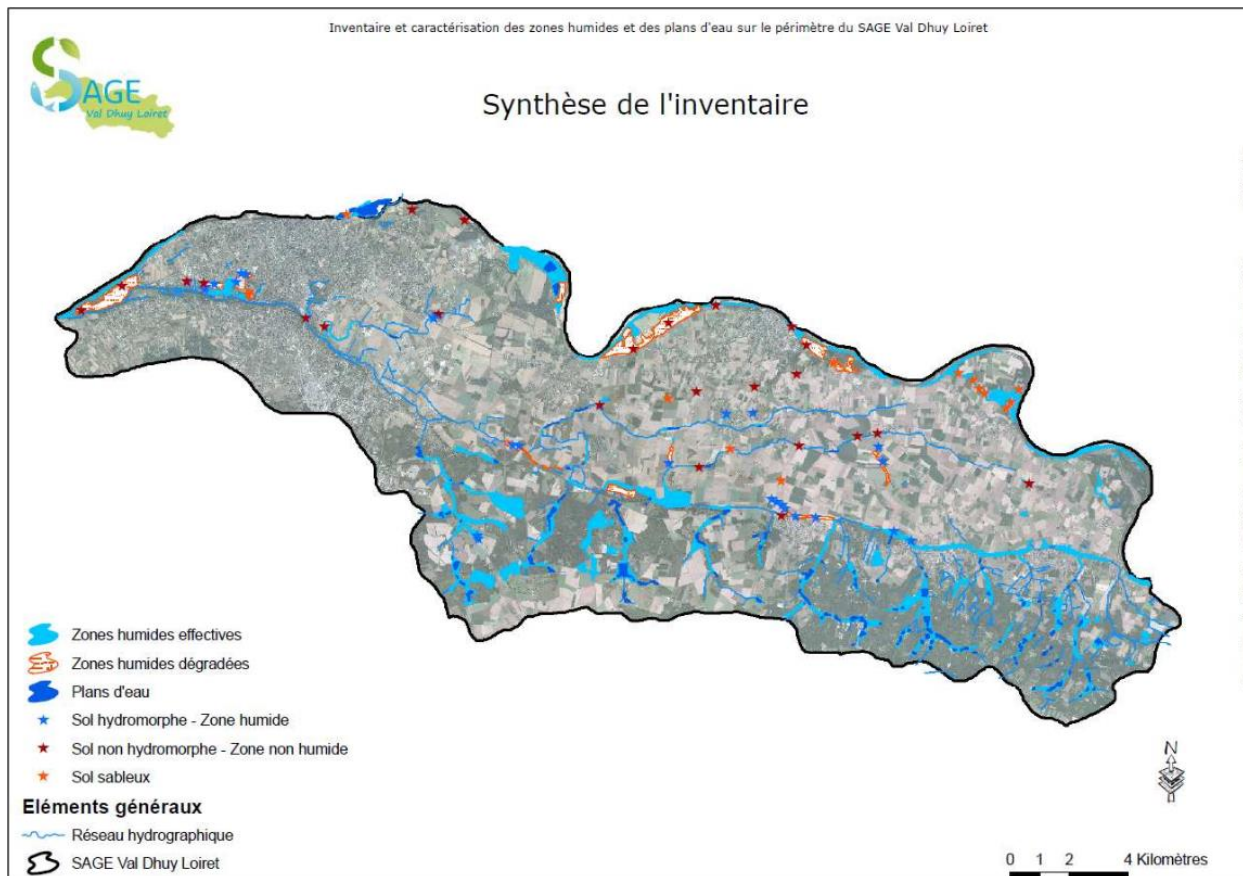 Inventaire et caractérisation des zones humides et des plans d'eau sur le périmètre du SAGE Val Dhuy Loiret
SAGE
Val Dhuy Loiret
Synthèse de l'inventaire
Zones humides effectives
Zones humides dégradées
Plans d'eau
Sol hydromorphe - Zone humide
Sol non hydromorphe - Zone non humide
Sol sableux
Eléments généraux
Réseau hydrographique
SAGE Val Dhuy Loiret
N
0 1 2 4 Kilomètres